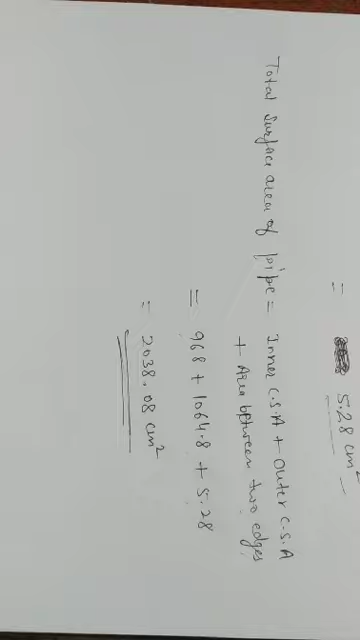 = 5.28 cm²
Total Surface area of pipe = Inner C.S.A + Outer C.S.A
+ Area between two edges,
= 968 + 1064.8 + 5.28
= 2038.08 cm²